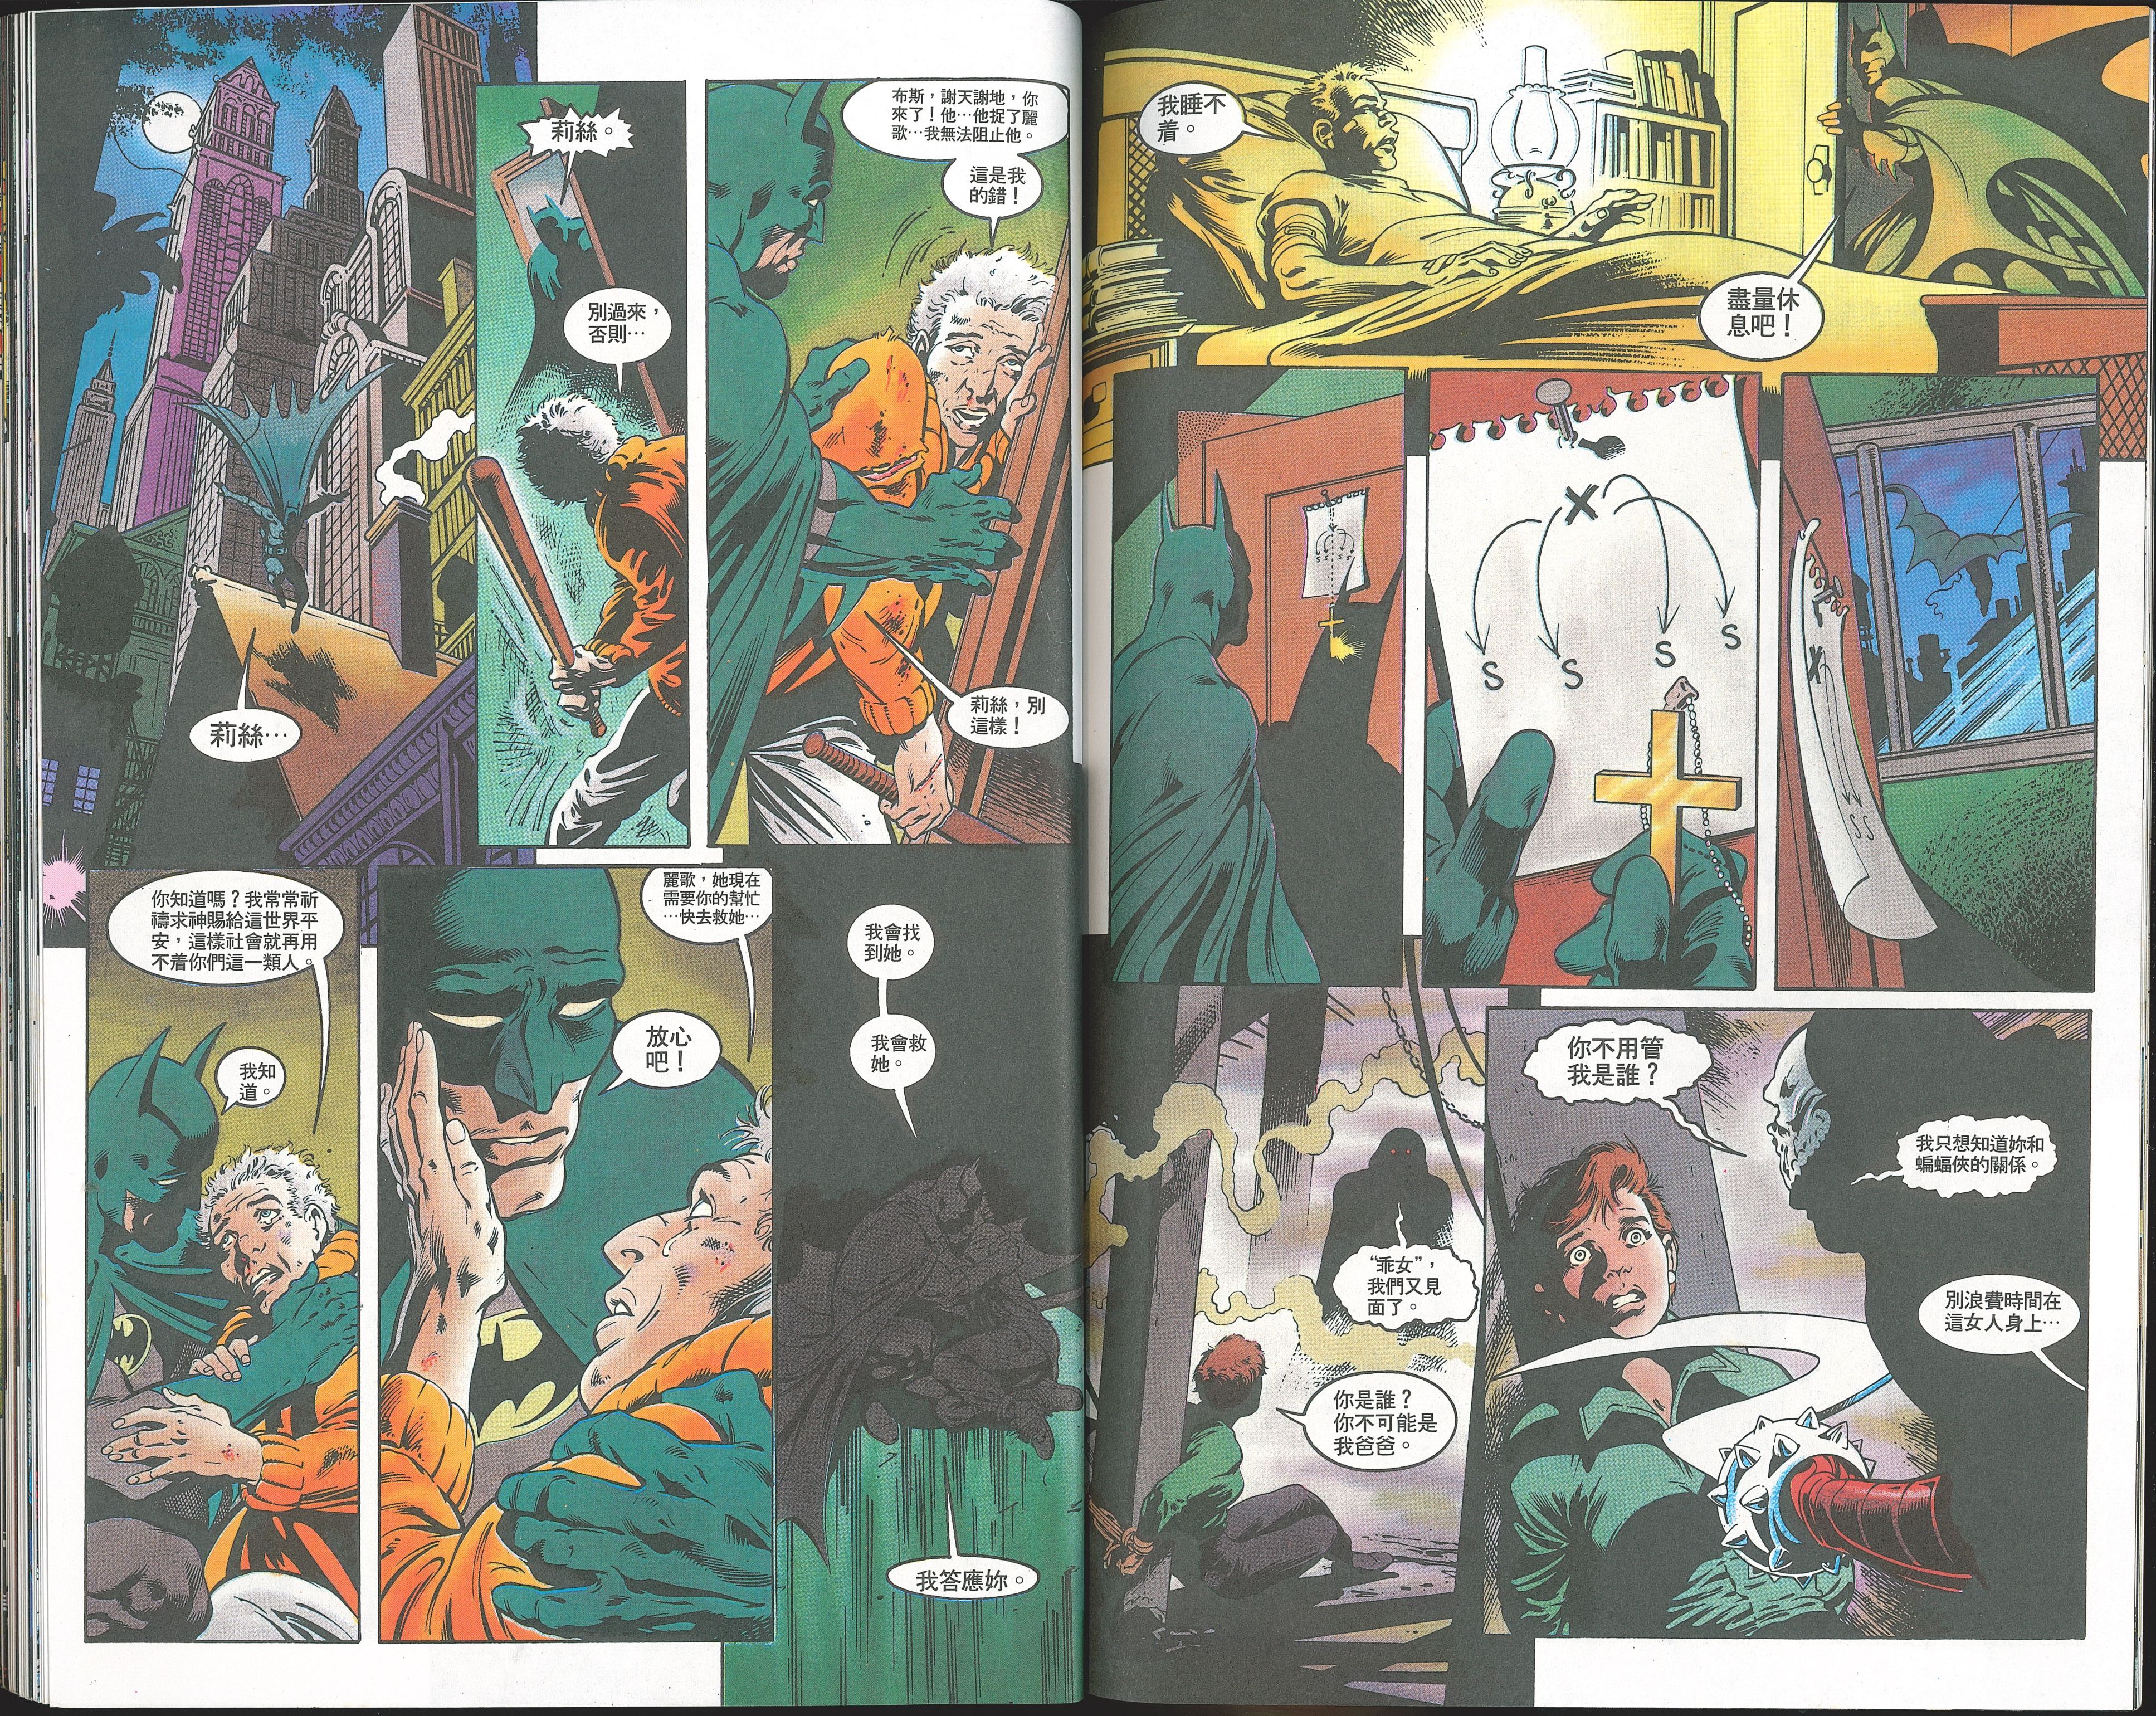 莉絲…
莉絲。
別過來，
否則…
布斯，謝天謝地，你
來了！他…他捉了麗
歌…我無法阻止他。
這是我
的錯！
莉絲，別
這樣！
你知道嗎？我常常祈
禱求神賜給這世界平
安，這樣社會就再用
不着你們這一類人。
我知
道。
麗歌，她現在
需要你的幫忙
…快去救她…
放心
吧！
我會找
到她。
我會救
她。
我答應妳。
我睡不
着。
盡量休
息吧！
X
S
S
S
S
X
S S
“乖女”，
我們又見
面了。
你是誰？
你不可能是
我爸爸。
你不用管
我是誰？
我只想知道妳和
蝙蝠俠的關係。
別浪費時間在
這女人身上…